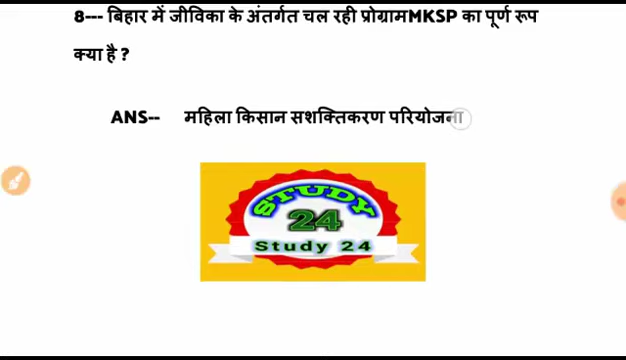 8--- बिहार में जीविका के अंतर्गत चल रही प्रोग्रामMKSP का पूर्ण रूप
क्या है ?
ANS-- महिला किसान सशक्तिकरण परियोजना
STUDY
24
Study 24